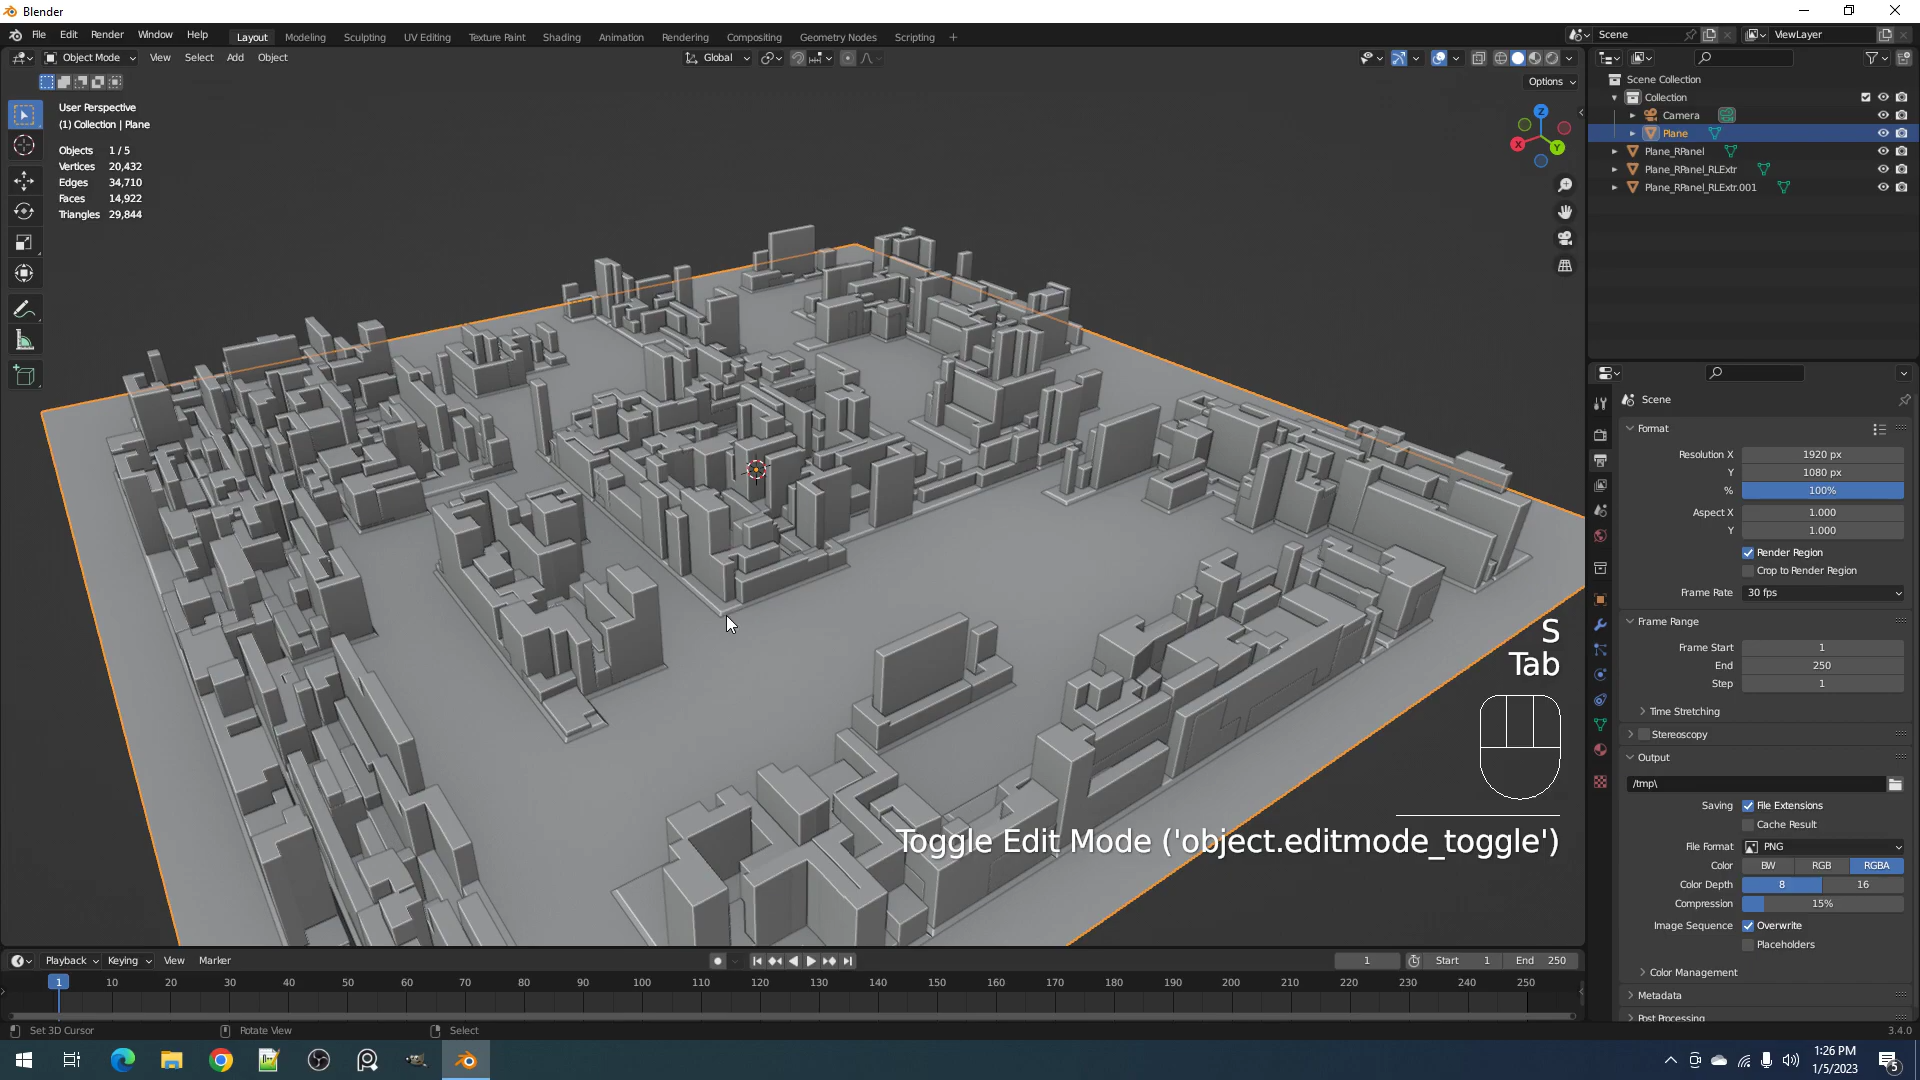 Blender
File Edit Render Window Help
Layout Modeling Sculpting UV Editing Texture Paint Shading Animation Rendering Compositing Geometry Nodes Scripting +
Scene
ViewLayer
Object Mode View Select Add Object
Global
Options
User Perspective
(1) Collection | Plane
Objects 1 / 5
Vertices 20,432
Edges 34,710
Faces 14,922
Triangles 29,844
Z
X
Y
Scene Collection
Collection
Camera
Plane
Plane_RPanel
Plane_RPanel_RLExtr
Plane_RPanel_RLExtr.001
Scene
Format
Resolution X 1920 px
Y 1080 px
% 100%
Aspect X 1.000
Y 1.000
Render Region
Crop to Render Region
Frame Rate 30 fps
Frame Range
Frame Start 1
End 250
Step 1
Time Stretching
Stereoscopy
Output
/tmp\
Saving File Extensions
Cache Result
File Format PNG
Color BW RGB RGBA
Color Depth 8 16
Compression 15%
Image Sequence Overwrite
Placeholders
Color Management
Metadata
Post Processing
S
Tab
Toggle Edit Mode ('object.editmode_toggle')
Playback Keying View Marker
1 Start 1 End 250
1 10 20 30 40 50 60 70 80 90 100 110 120 130 140 150 160 170 180 190 200 210 220 230 240 250
Set 3D Cursor Rotate View Select
3.4.0
1:26 PM
1/5/2023
5